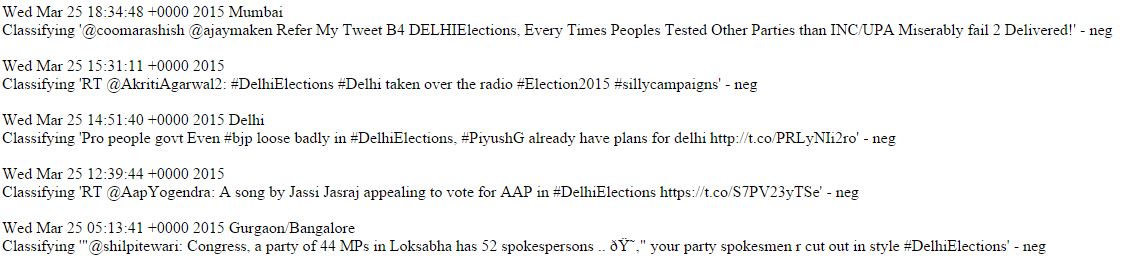 Wed Mar 25 18:34:48 +0000 2015 Mumbai
Classifying '@coomarashish @ajaymaken Refer My Tweet B4 DELHIElections, Every Times Peoples Tested Other Parties than INC/UPA Miserably fail 2 Delivered!' - neg
Wed Mar 25 15:31:11 +0000 2015
Classifying 'RT @AkritiAgarwal2: #DelhiElections #Delhi taken over the radio #Election2015 #sillycampaigns' - neg
Wed Mar 25 14:51:40 +0000 2015 Delhi
Classifying 'Pro people govt Even #bjp loose badly in #DelhiElections, #PiyushG already have plans for delhi http://t.co/PRLyNIi2ro' - neg
Wed Mar 25 12:39:44 +0000 2015
Classifying 'RT @AapYogendra: A song by Jassi Jasraj appealing to vote for AAP in #DelhiElections https://t.co/S7PV23yTSe' - neg
Wed Mar 25 05:13:41 +0000 2015 Gurgaon/Bangalore
Classifying '"@shilpitewari: Congress, a party of 44 MPs in Loksabha has 52 spokespersons .. ðŸ˜‚" your party spokesmen r cut out in style #DelhiElections' - neg